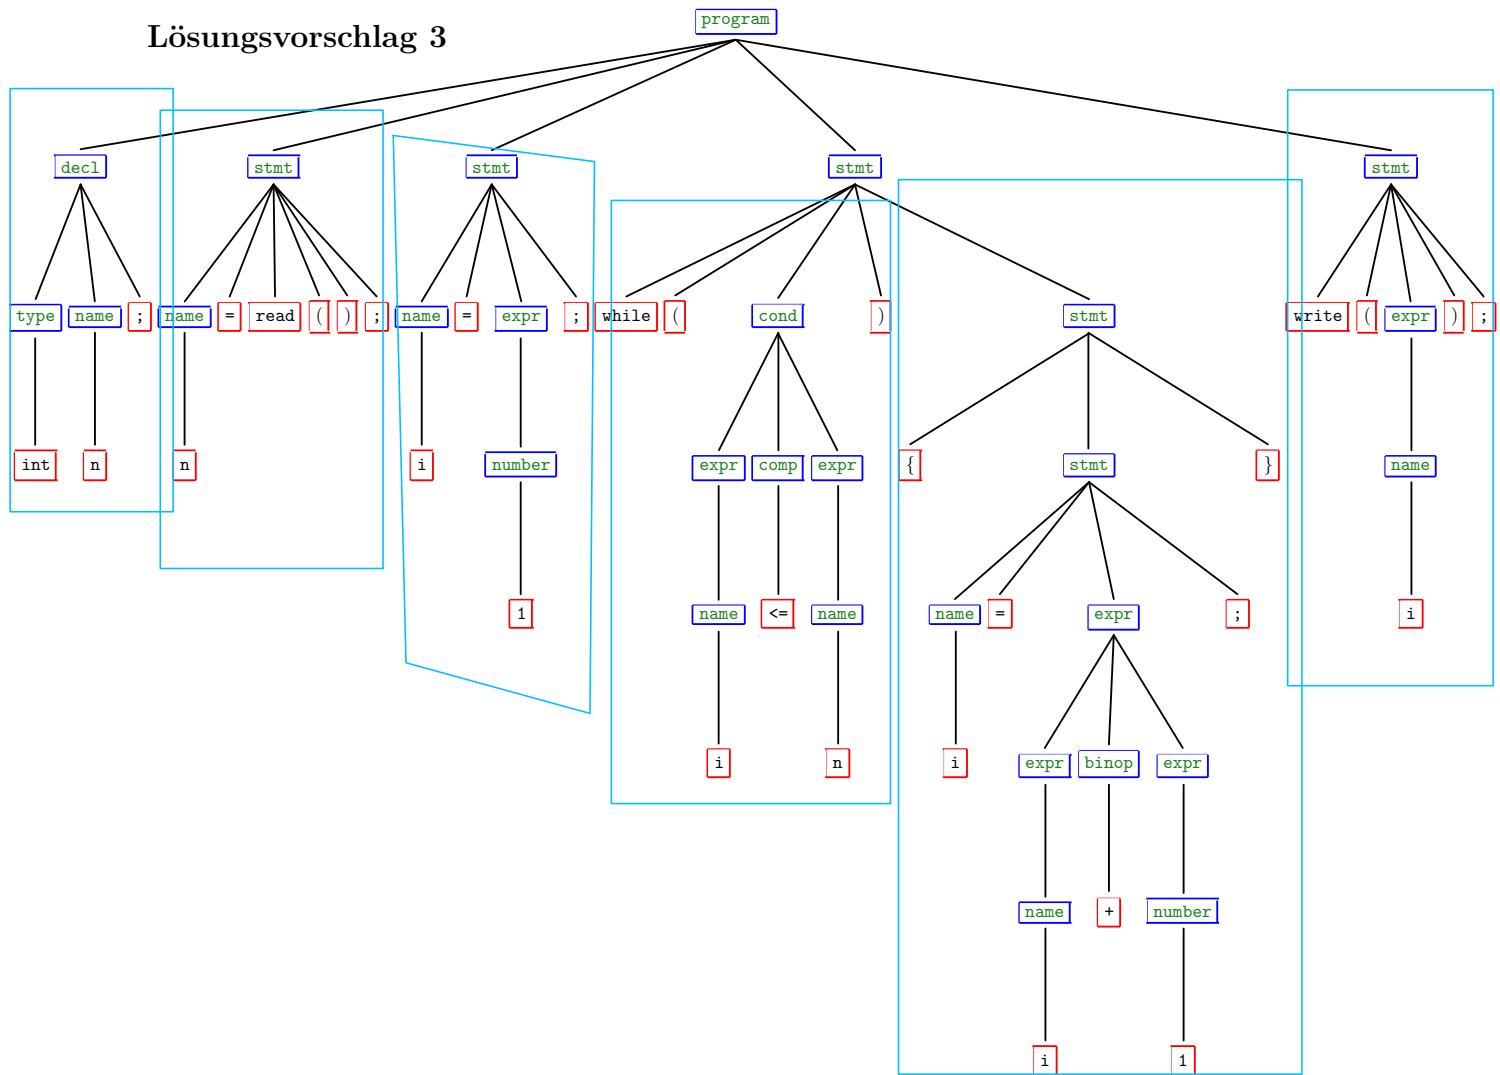 program
Lösungsvorschlag 3
decl stmt stmt stmt stmt
type name ; name = read ( ) ; name = expr ; while ( cond ) stmt write ( expr ) ;
int n n i number expr comp expr { stmt } name
1 name <= name name = expr ; i
i n i expr binop expr
name + number
i 1